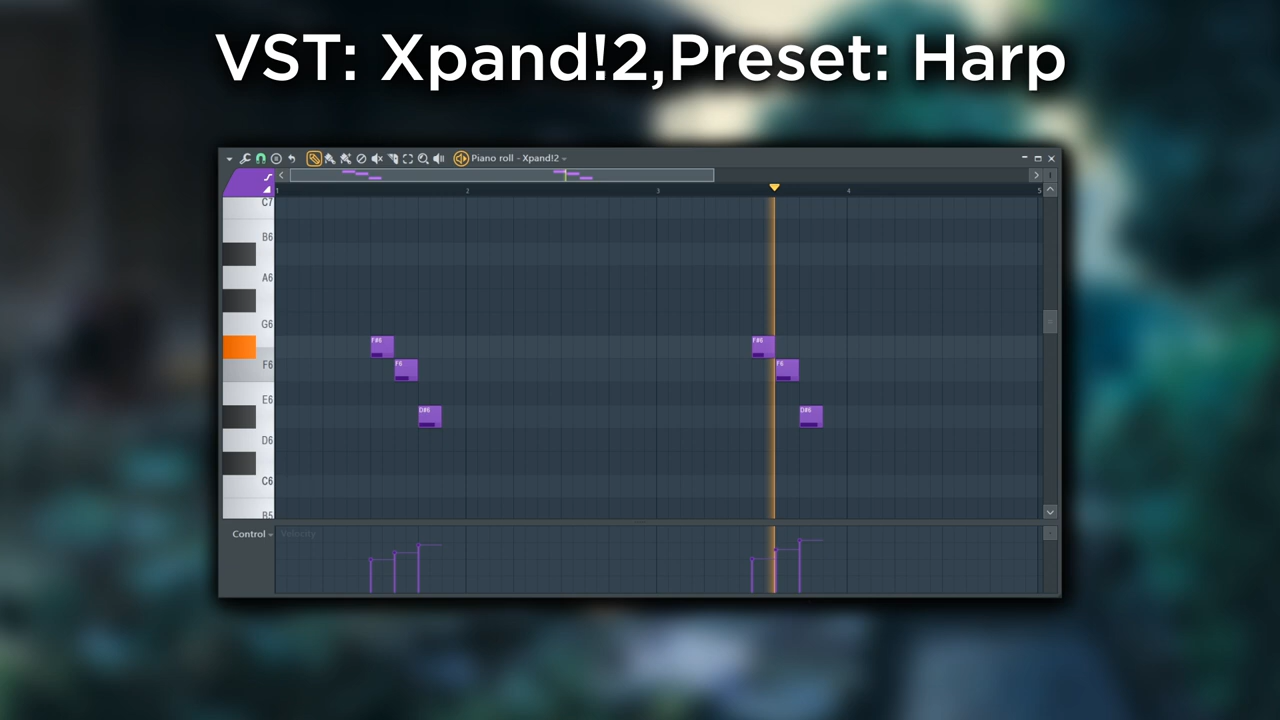 VST: Xpand!2,Preset: Harp
Piano roll - Xpand!2
1 2 3 4 5
C7
B6
A6
G6
F#6 F#6
F6 F6 F6
E6
D#6 D#6
D6
C6
B5
Control Velocity